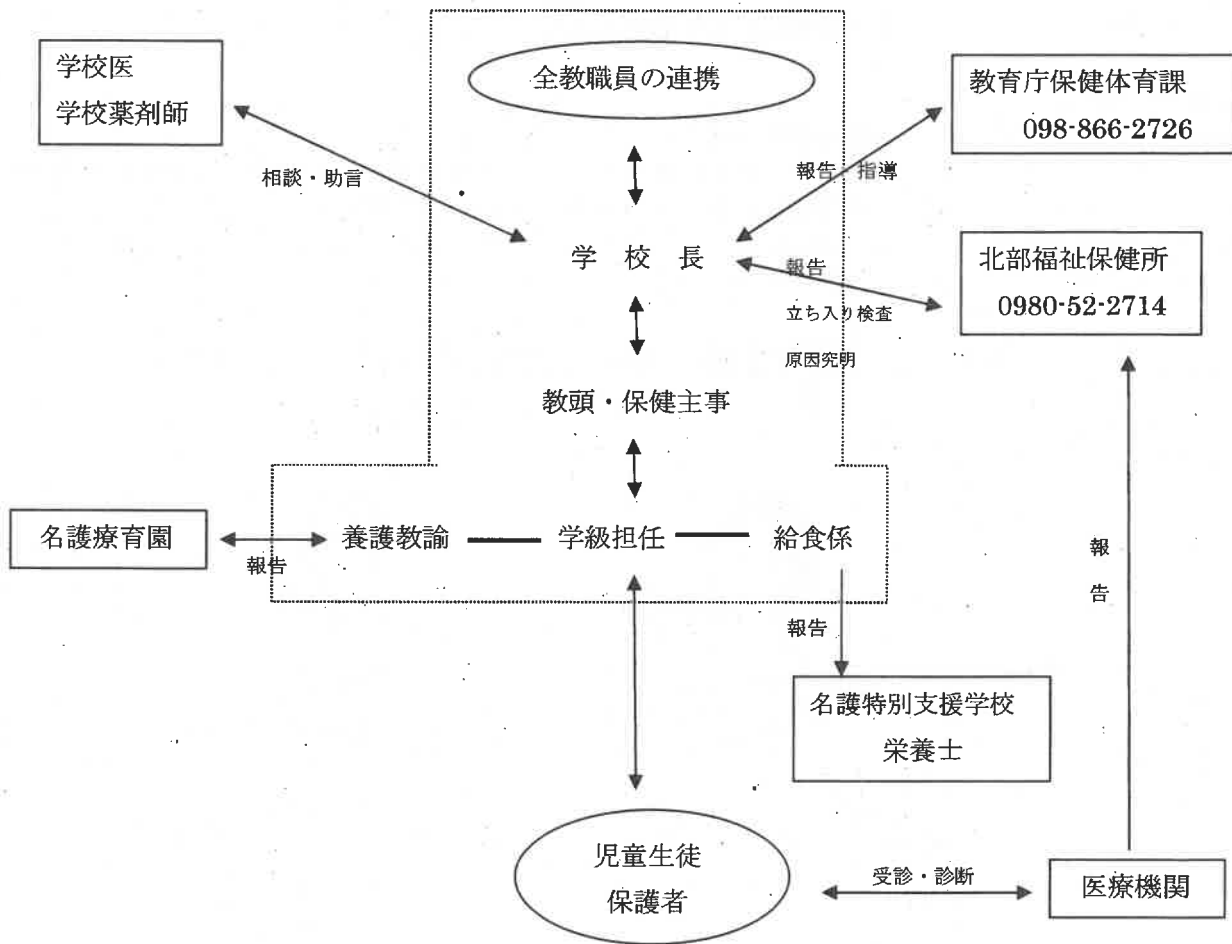 学校医
学校薬剤師
全教職員の連携
教育庁保健体育課
098-866-2726
相談・助言
報告・指導
学 校 長
報告
立ち入り検査
原因究明
北部福祉保健所
0980-52-2714
教頭・保健主事
名護療育園
報告
養護教諭
学級担任
給食係
報告
報告
名護特別支援学校
栄養士
児童生徒
保護者
受診・診断
医療機関